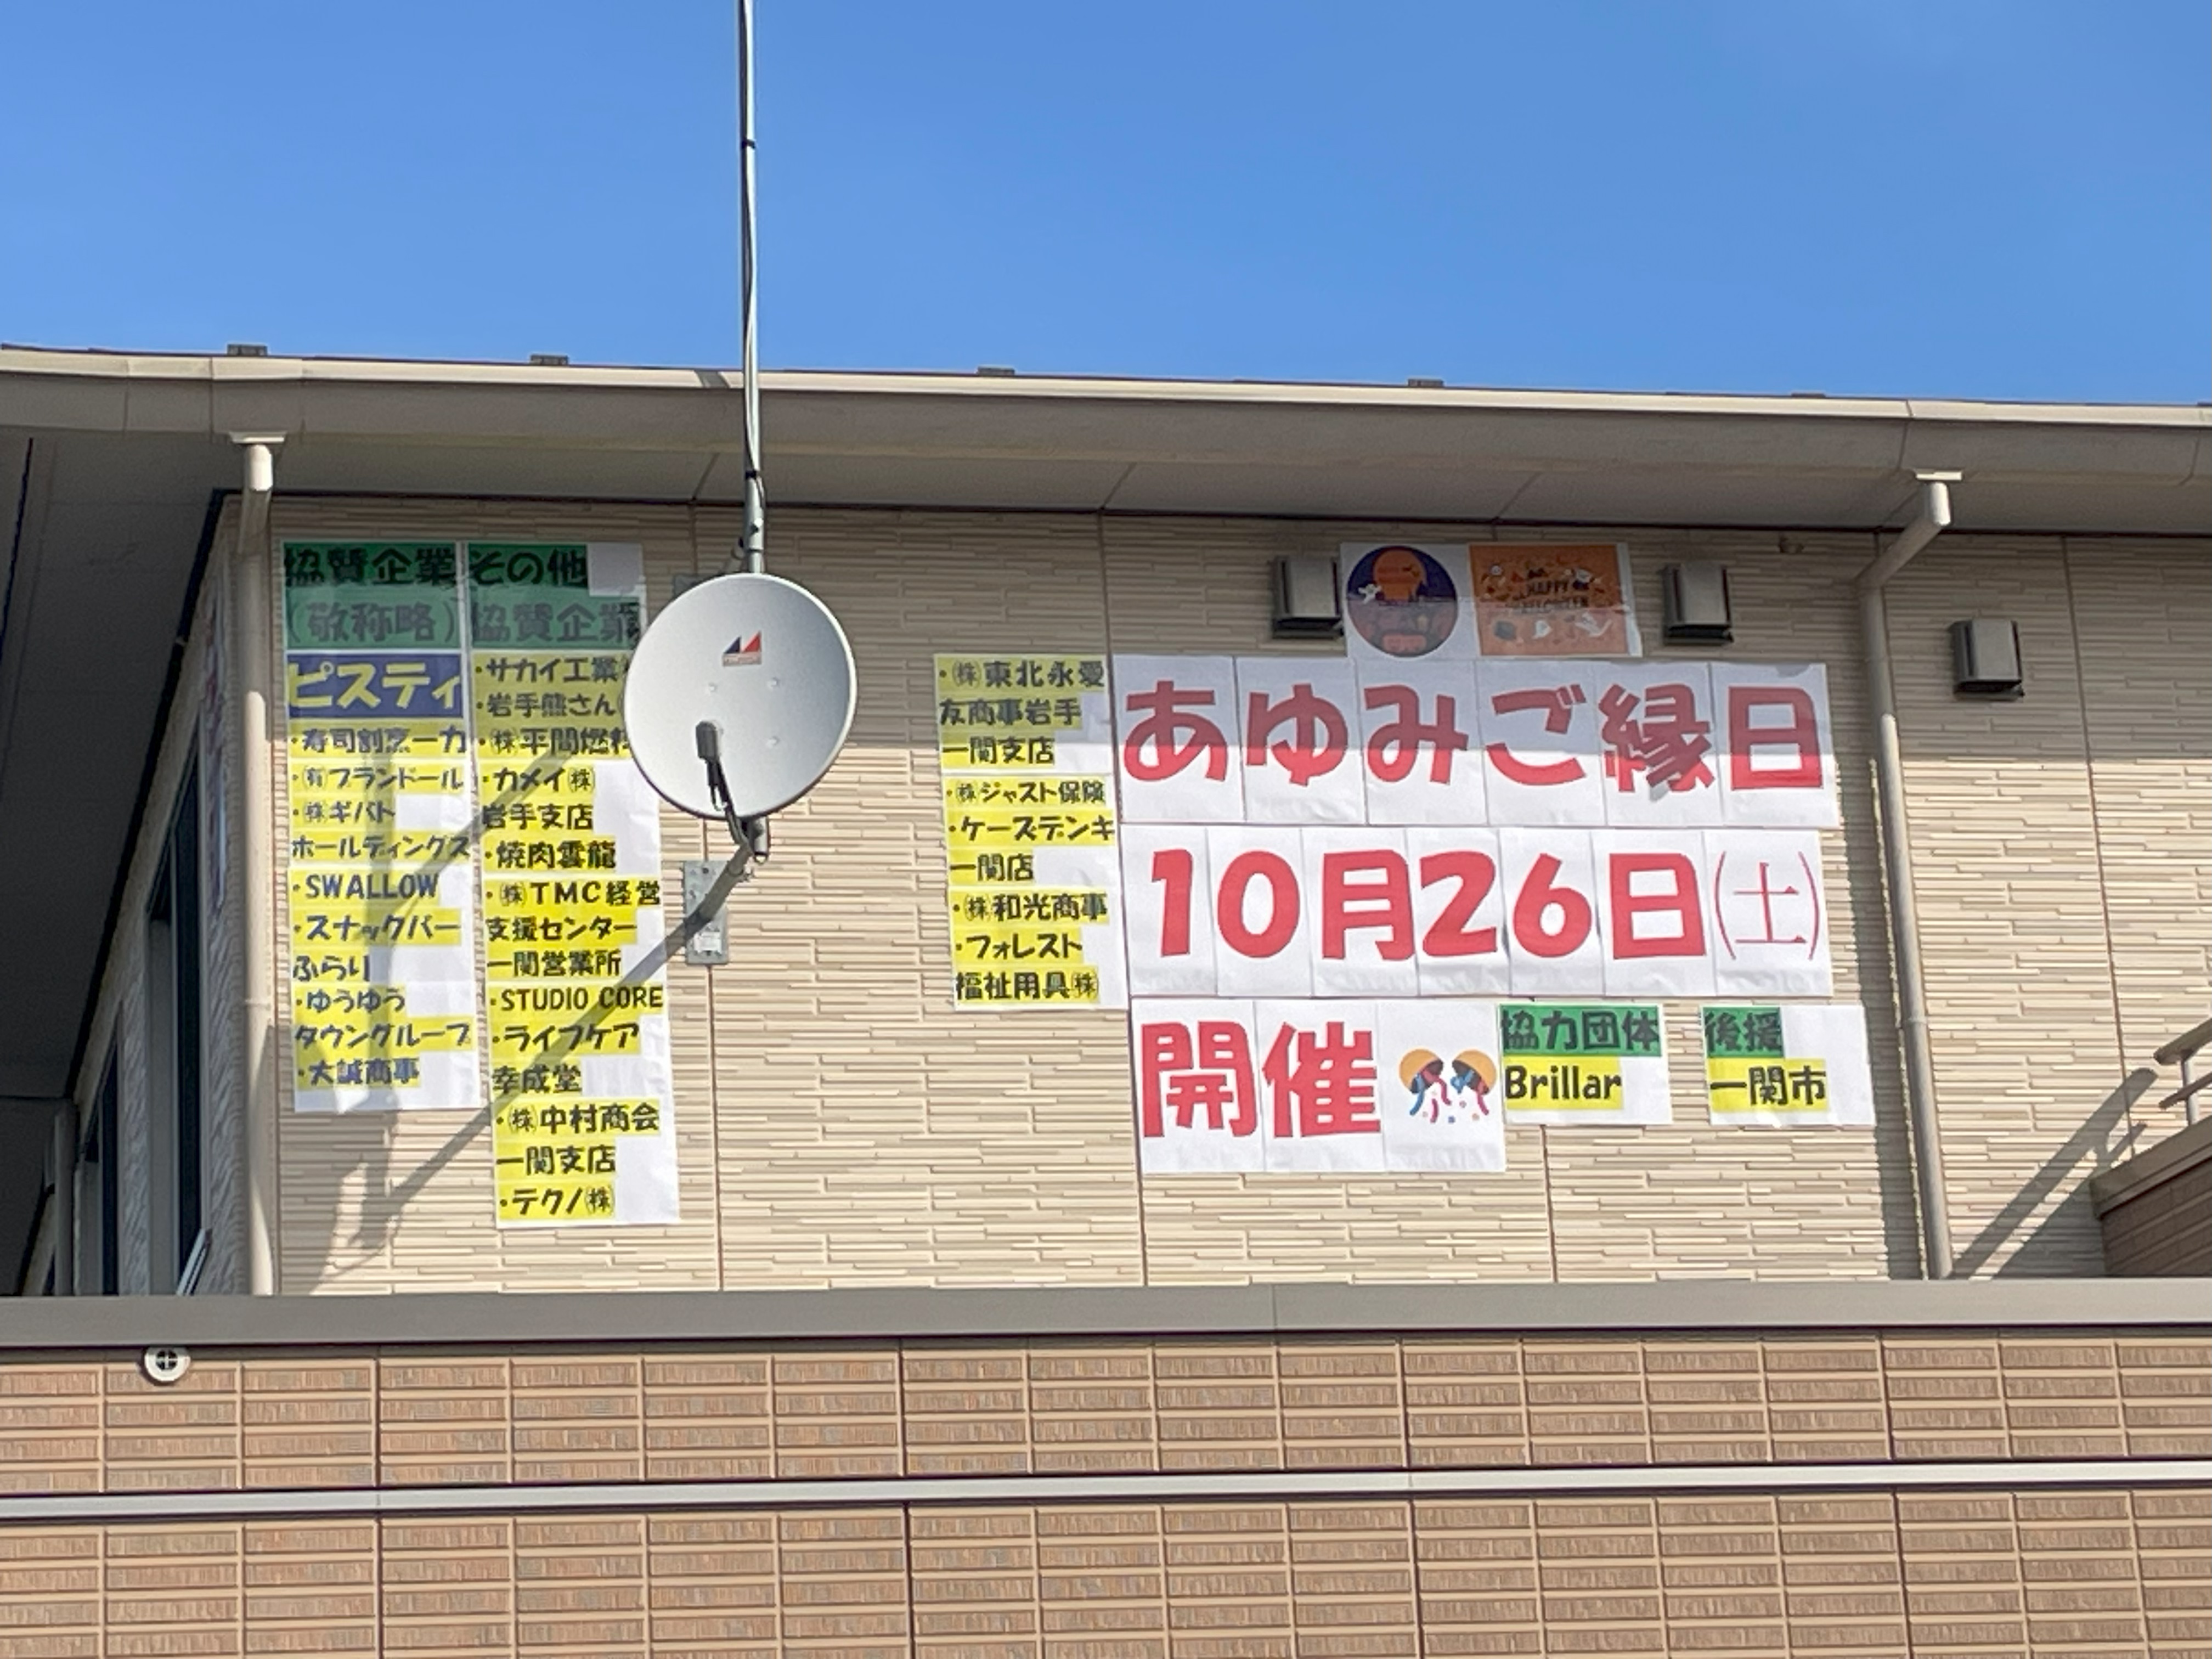 協賛企業
(敬称略)
ピスティ
・寿司割烹一力
・㈲フランドール
・㈱ギバト
ホールディングス
・SWALLOW
・スナックバー
ふらり
・ゆうゆう
タウングループ
・大誠商事
その他
協賛企業
・サカイ工業
・岩手熊さん
・㈱平間燃料
・カメイ㈱
岩手支店
・焼肉雲龍
・㈱TMC経営
支援センター
一関営業所
・STUDIO CORE
・ライフケア
幸成堂
・㈱中村商会
一関支店
・テクノ㈱
・㈱東北永愛
友商事岩手
一関支店
・㈱ジャスト保険
・ケーズデンキ
一関店
・㈱和光商事
・フォレスト
福祉用具㈱
HAPPY
HALLOWEEN
あゆみご縁日
10月26日(土)
開催
協力団体
Brillar
後援
一関市